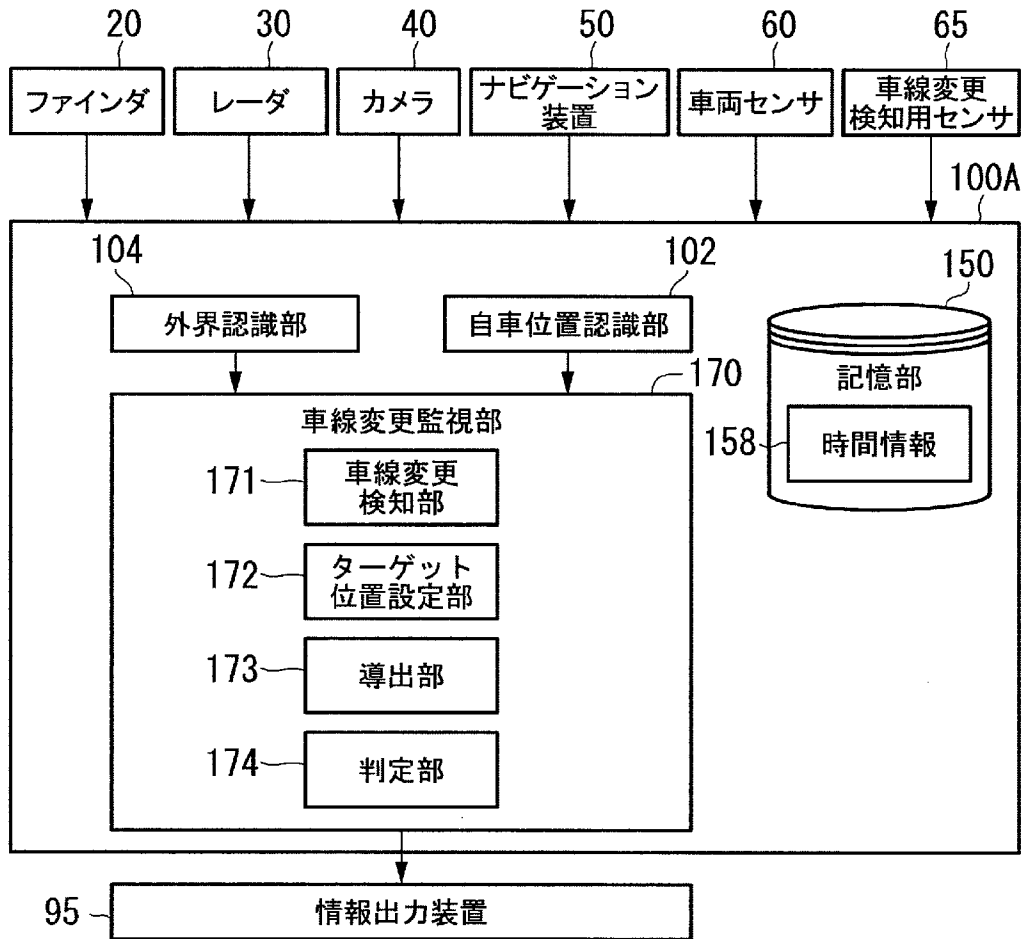 20
30
40
50
60
65
ファインダ
レーダ
カメラ
ナビゲーション
装置
車両センサ
車線変更
検知用センサ
100A
104
102
150
外界認識部
自車位置認識部
記憶部
158
時間情報
170
車線変更監視部
171
車線変更
検知部
172
ターゲット
位置設定部
173
導出部
174
判定部
95
情報出力装置